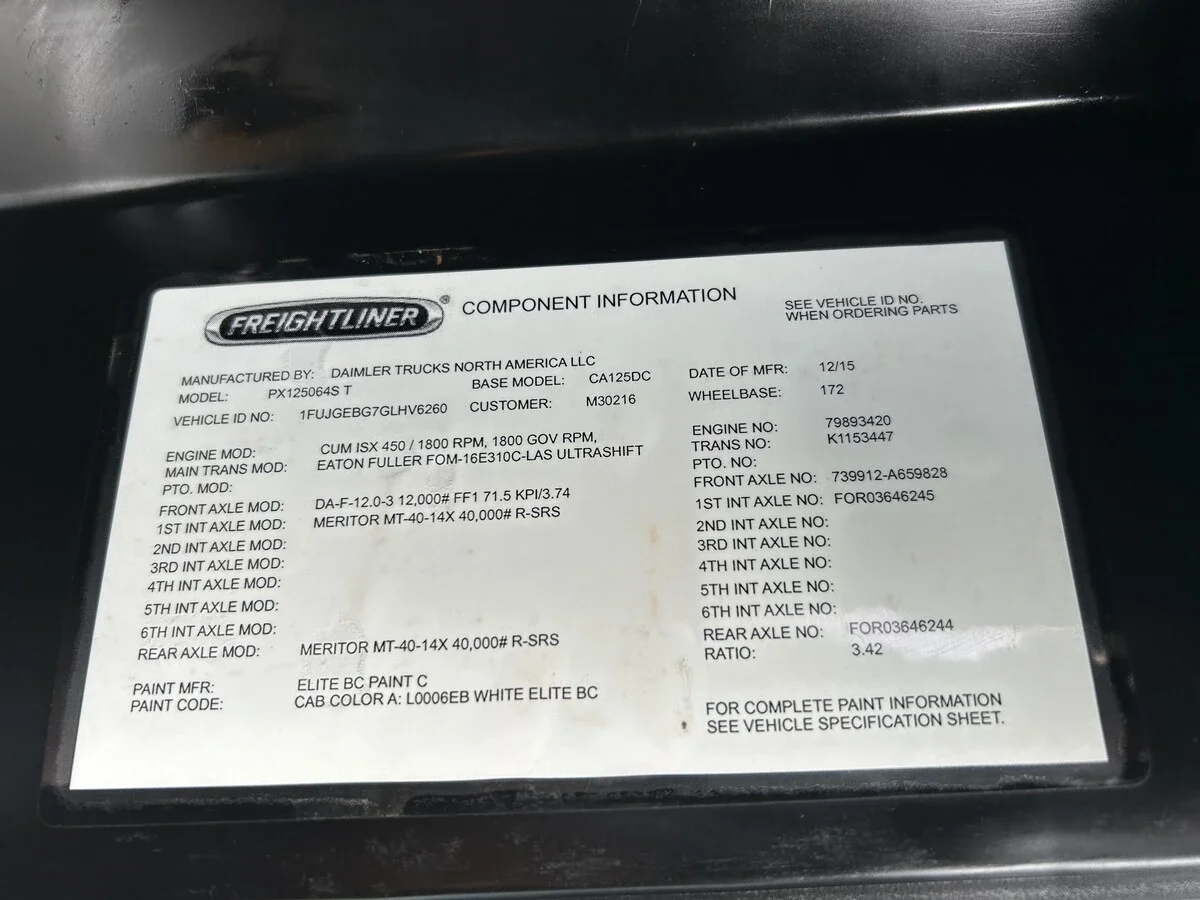 FREIGHTLINER® COMPONENT INFORMATION SEE VEHICLE ID NO.
WHEN ORDERING PARTS
MANUFACTURED BY: DAIMLER TRUCKS NORTH AMERICA LLC DATE OF MFR: 12/15
MODEL: PX125064S T BASE MODEL: CA125DC WHEELBASE: 172
VEHICLE ID NO: 1FUJGEBG7GLHV6260 CUSTOMER: M30216
ENGINE MOD: CUM ISX 450 / 1800 RPM, 1800 GOV RPM, ENGINE NO: 79893420
MAIN TRANS MOD: EATON FULLER FOM-16E310C-LAS ULTRASHIFT TRANS NO: K1153447
PTO. MOD: PTO. NO:
FRONT AXLE MOD: DA-F-12.0-3 12,000# FF1 71.5 KPI/3.74 FRONT AXLE NO: 739912-A659828
1ST INT AXLE MOD: MERITOR MT-40-14X 40,000# R-SRS 1ST INT AXLE NO: FOR03646245
2ND INT AXLE MOD: 2ND INT AXLE NO:
3RD INT AXLE MOD: 3RD INT AXLE NO:
4TH INT AXLE MOD: 4TH INT AXLE NO:
5TH INT AXLE MOD: 5TH INT AXLE NO:
6TH INT AXLE MOD: 6TH INT AXLE NO:
REAR AXLE MOD: MERITOR MT-40-14X 40,000# R-SRS REAR AXLE NO: FOR03646244
RATIO: 3.42
PAINT MFR: ELITE BC PAINT C
PAINT CODE: CAB COLOR A: L0006EB WHITE ELITE BC
FOR COMPLETE PAINT INFORMATION
SEE VEHICLE SPECIFICATION SHEET.